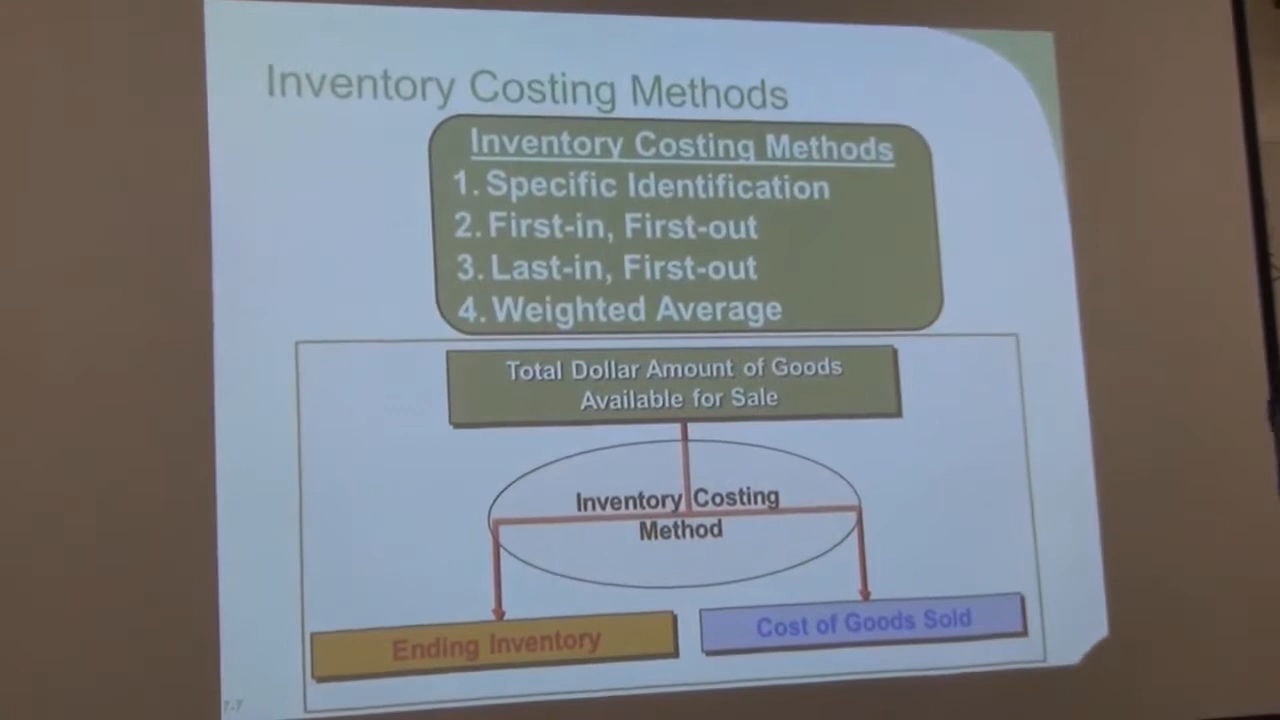 Inventory Costing Methods
Inventory Costing Methods
1. Specific Identification
2. First-in, First-out
3. Last-in, First-out
4. Weighted Average
Total Dollar Amount of Goods
Available for Sale
Inventory Costing
Method
Ending Inventory
Cost of Goods Sold
7.7